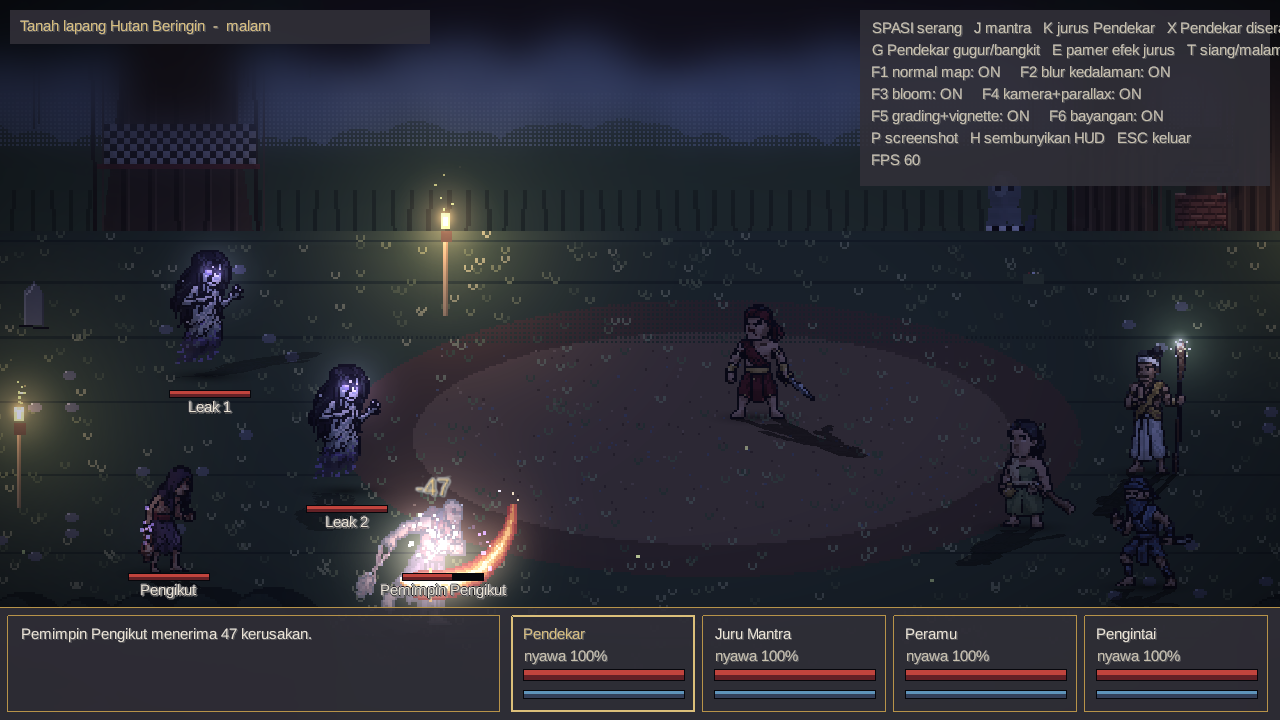 Tanah lapang Hutan Beringin - malam
SPASI serang J mantra K jurus Pendekar X Pendekar disera
G Pendekar gugur/bangkit E pamer efek jurus T siang/malam
F1 normal map: ON F2 blur kedalaman: ON
F3 bloom: ON F4 kamera+parallax: ON
F5 grading+vignette: ON F6 bayangan: ON
P screenshot H sembunyikan HUD ESC keluar
FPS 60
Leak 1
-47
Leak 2
Pengikut
Pemimpin Pengikut
Pemimpin Pengikut menerima 47 kerusakan.
Pendekar
nyawa 100%
Juru Mantra
nyawa 100%
Peramu
nyawa 100%
Pengintai
nyawa 100%